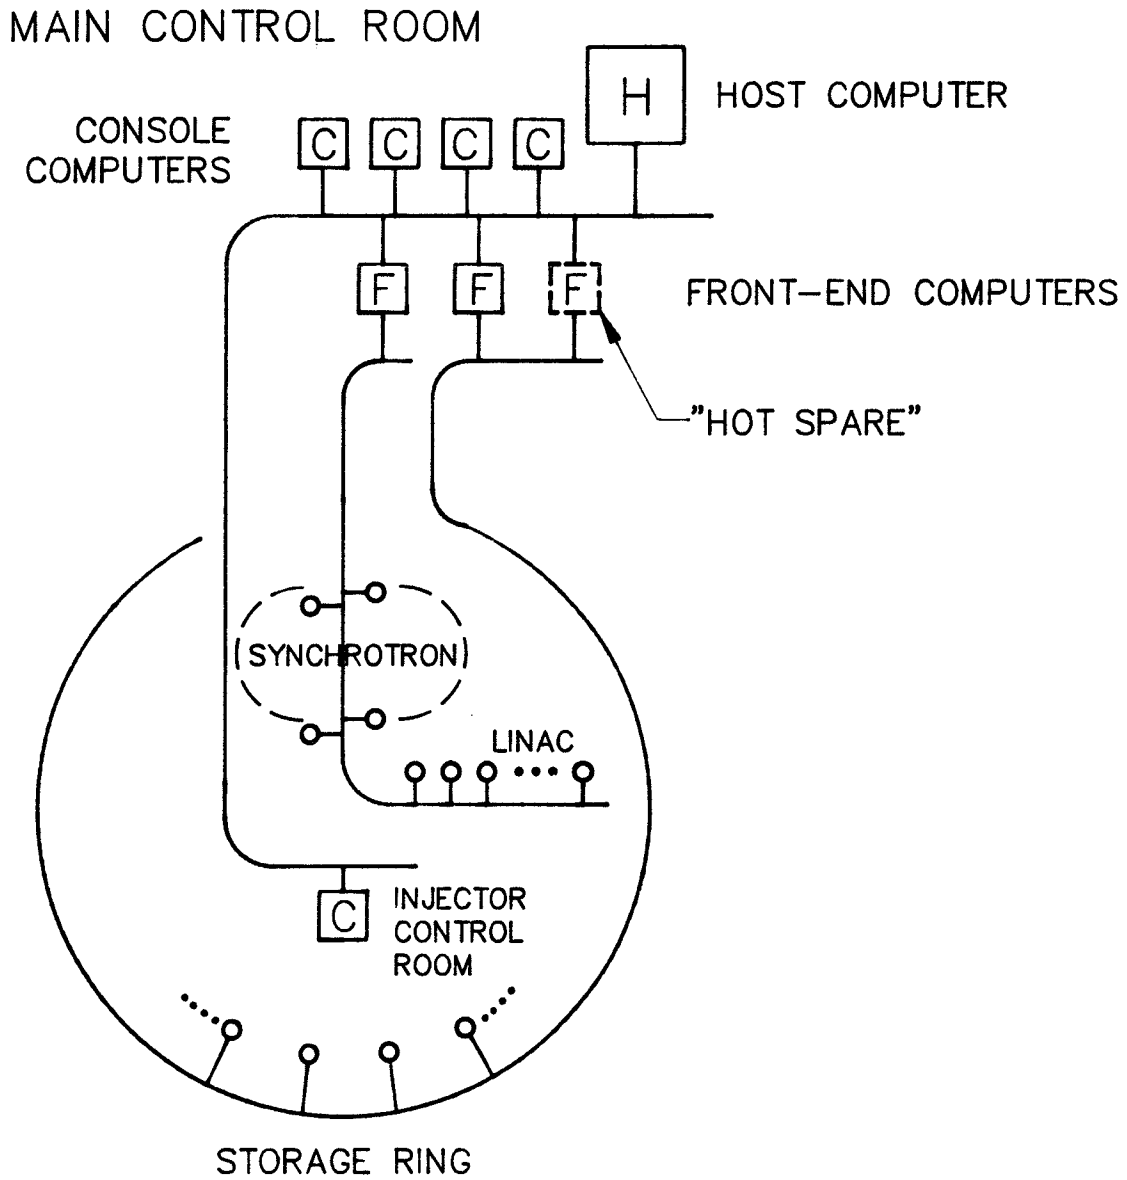 MAIN CONTROL ROOM
H
HOST COMPUTER
CONSOLE
COMPUTERS
C C C C
F F F
FRONT-END COMPUTERS
"HOT SPARE"
(SYNCHROTRON)
LINAC
C
INJECTOR
CONTROL
ROOM
STORAGE RING